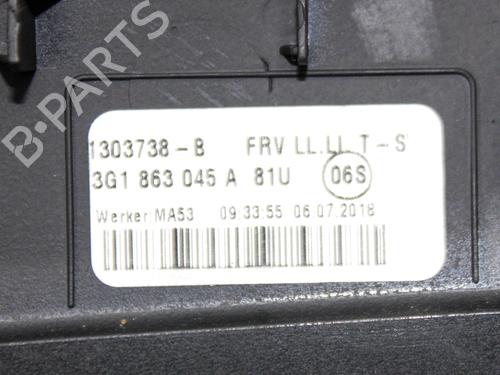 B-PARTS
1303738-B FRV LL.LL T-S
3G1 863 045 A 81U 06S
Werker:MA53 09:33:55 06.07.2018